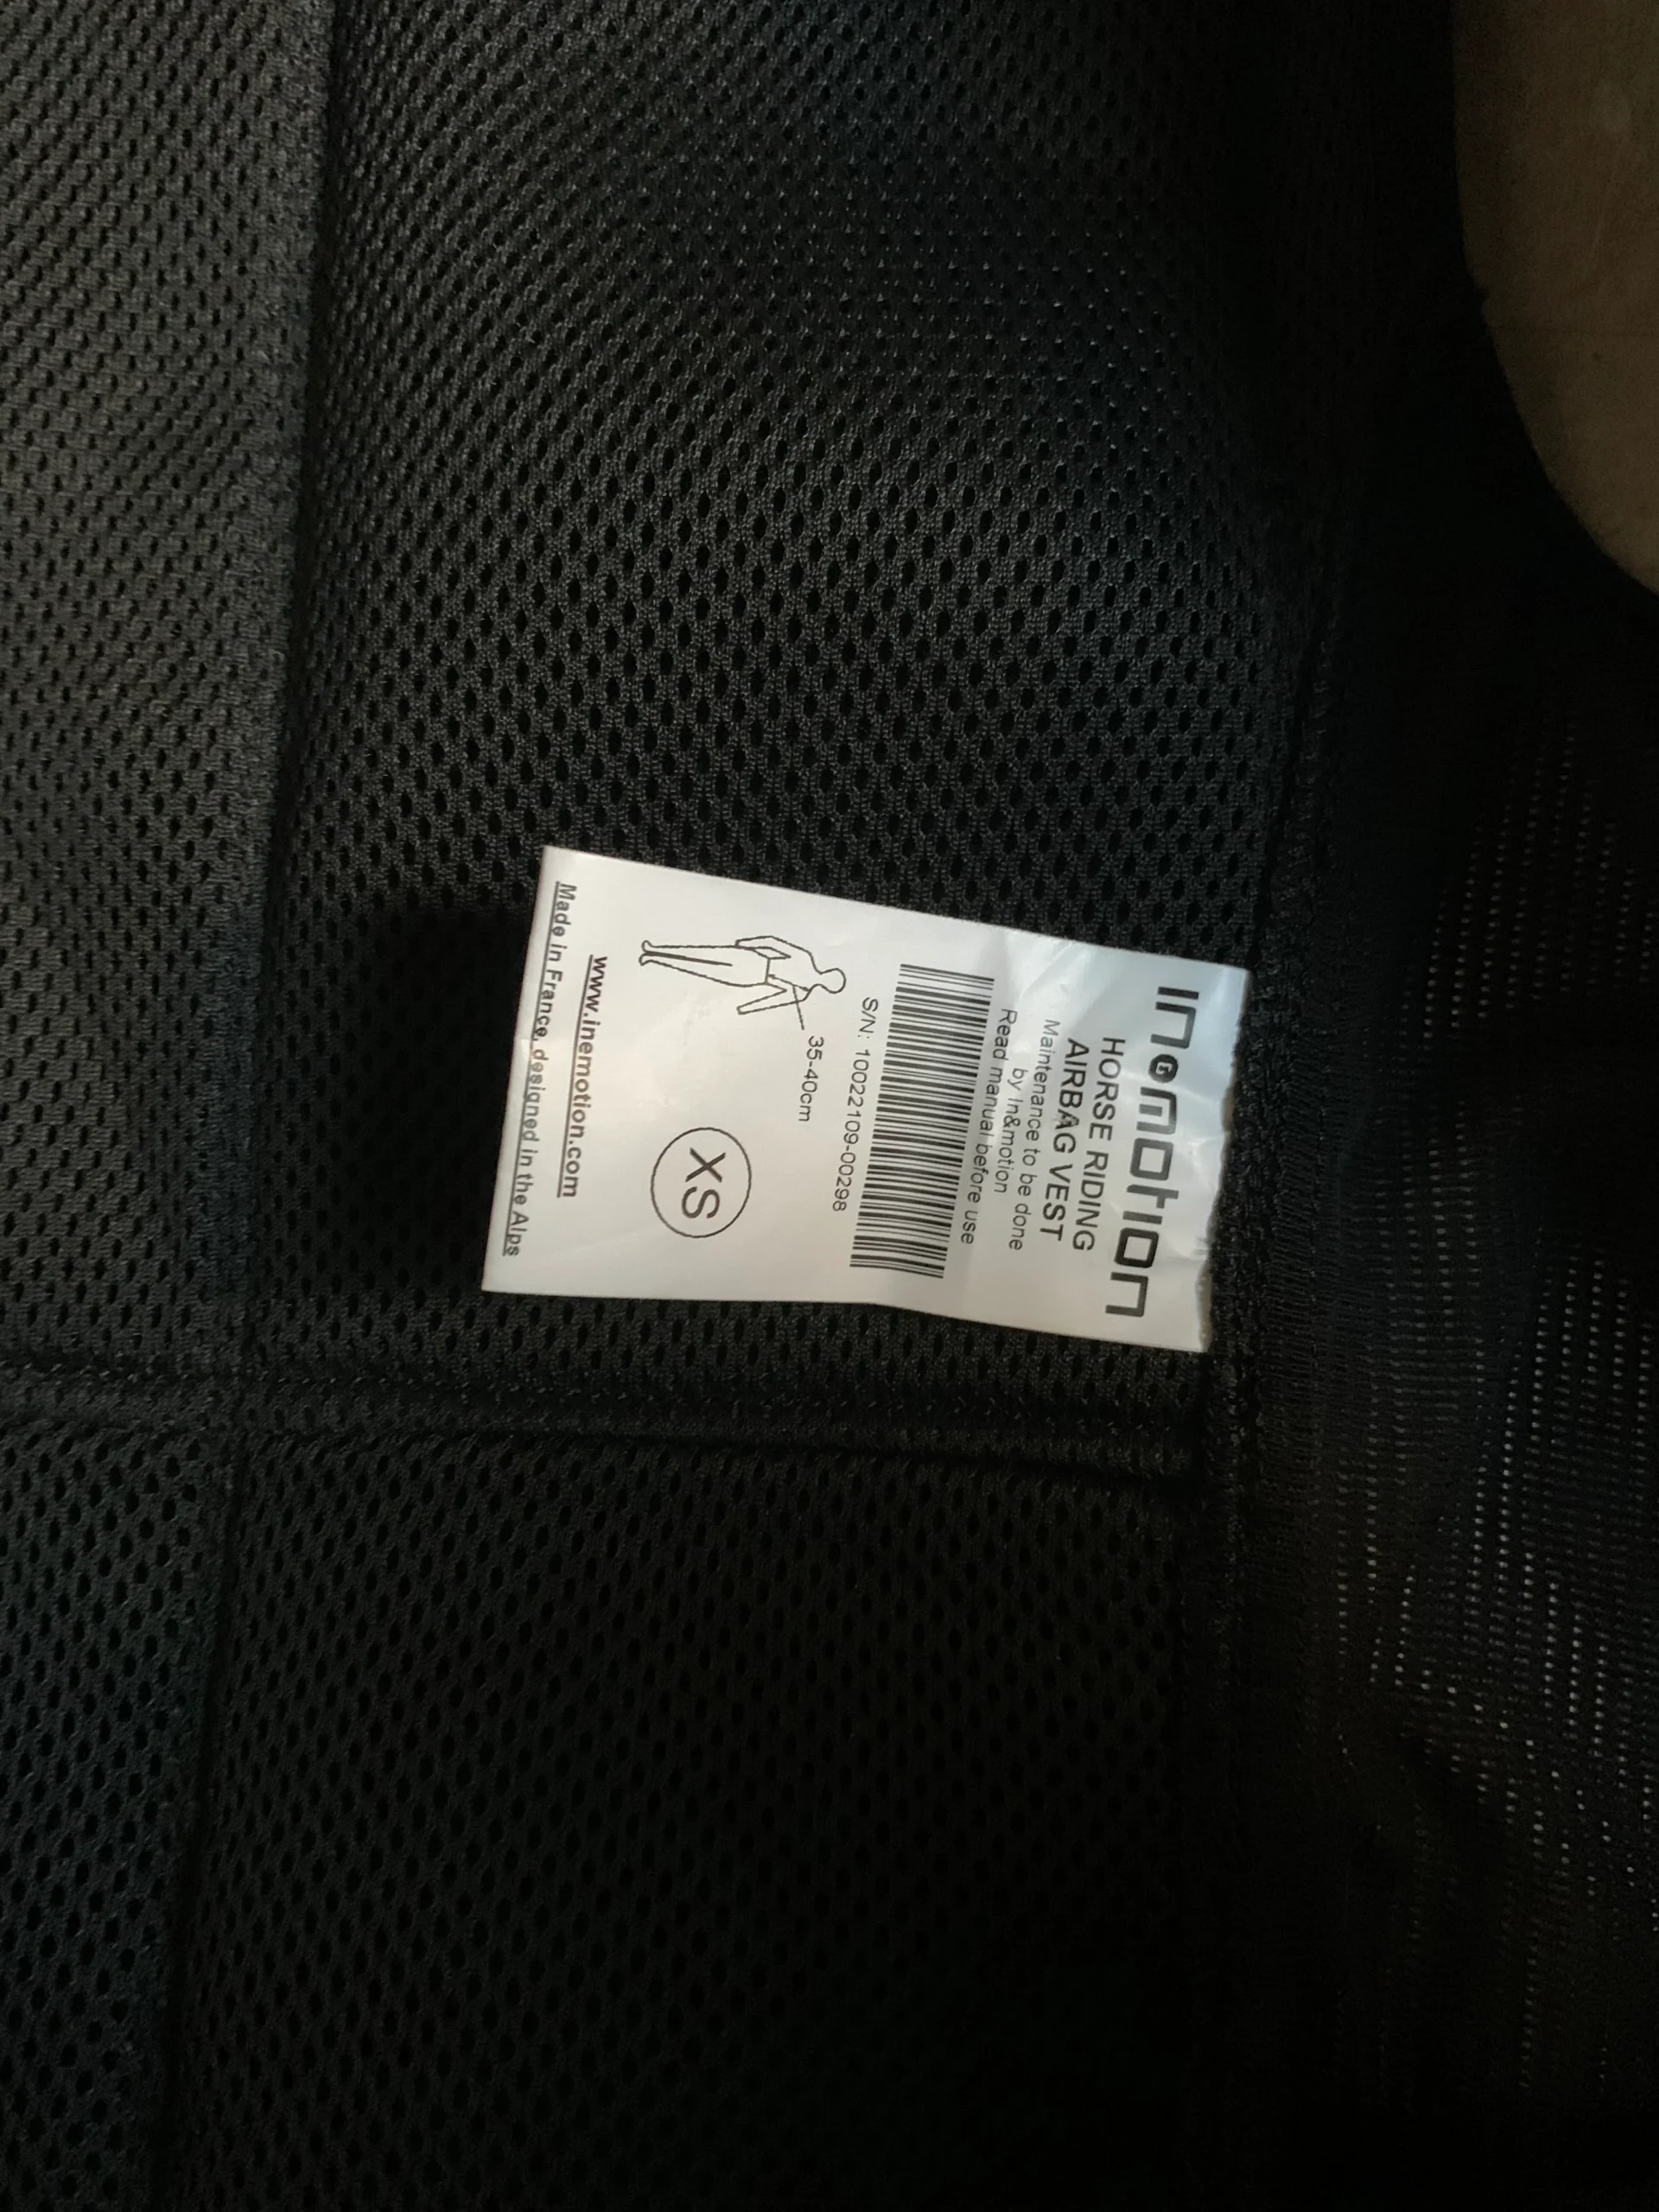 In&motion
HORSE RIDING
AIRBAG VEST
Maintenance to be done
by In&motion
Read manual before use
S/N: 10022109-00298
35-40cm
XS
www.inemotion.com
Made in France, designed in the Alps